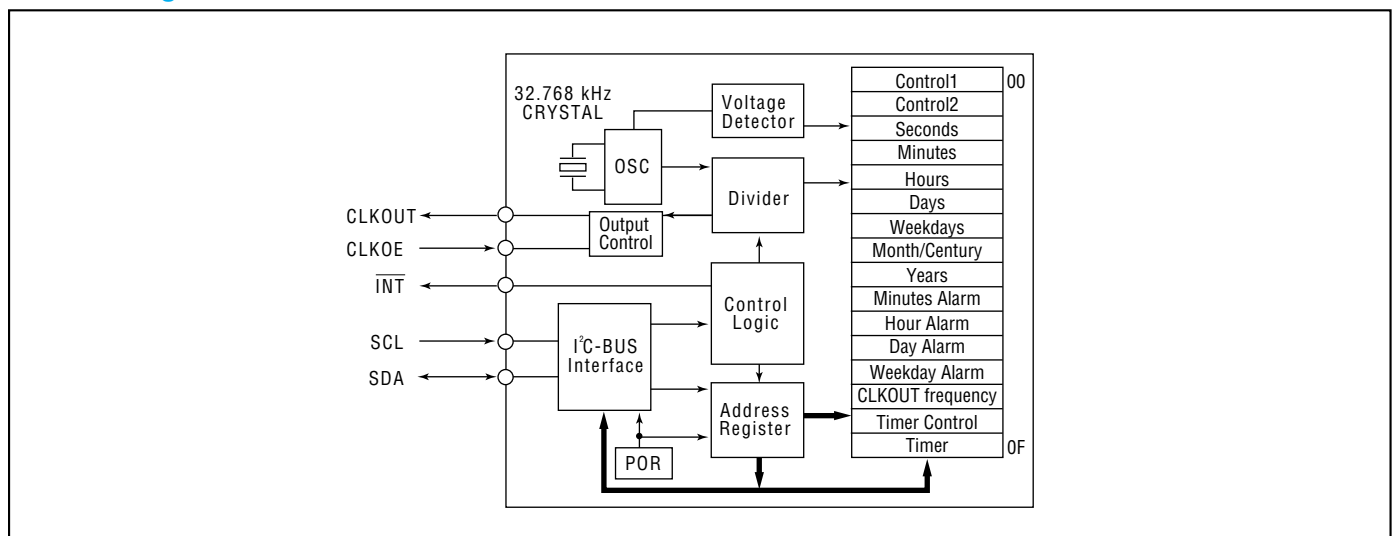 32.768 kHz
CRYSTAL
OSC
Voltage
Detector
Divider
CLKOUT
CLKOE
Output
Control
INT
Control
Logic
SCL
SDA
I²C-BUS
Interface
Address
Register
POR
Control1 00
Control2
Seconds
Minutes
Hours
Days
Weekdays
Month/Century
Years
Minutes Alarm
Hour Alarm
Day Alarm
Weekday Alarm
CLKOUT frequency
Timer Control
Timer 0F